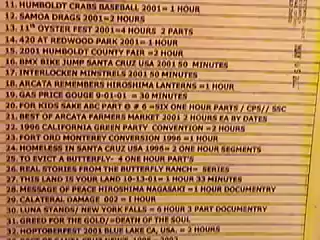 11. HUMBOLDT CRABS BASEBALL 2001= 1 HOUR
12. SAMOA DRAGS 2001=2 HOURS
13. 11th OYSTER FEST 2001=4 HOURS 2 PARTS
14. 420 AT REDWOOD PARK 2001= 1 HOUR
15. 2001 HUMBOLDT COUNTY FAIR =2 HOUR
16. BMX BIKE JUMP SANTA CRUZ USA 2001 50 MINUTES
17. INTERLOCKEN MINSTRELS 2001 50 MINUTES
18. ARCATA REMEMBERS HIROSHIMA LANTERNS =1 HOUR
19. GAS PRICE GOUGE 9-01-01 = 30 MINUTES
20. FOR KIDS SAKE ABC PART @ # 6 =SIX ONE HOUR PARTS / CPS// SSC
21. BEST OF ARCATA FARMERS MARKET 2001 2 HOURS EA BY DATES
22. 1996 CALIFORNIA GREEN PARTY CONVENTION =2 HOURS
23. FORT ORD MONTEREY CONVERSION 1996 =1 HOUR
24. HOMELESS IN SANTA CRUZ USA 1996= 2 ONE HOUR SEGMENTS
25. TO EVICT A BUTTERFLY- 4 ONE HOUR PART'S
26. REAL STORIES FROM THE BUTTERFLY RANCH= SERIES
27. THIS LAND IS YOUR LAND 10-13-01= 1 HOUR 33 MINUTES
28. MESSAGE OF PEACE HIROSHIMA NAGASAKI =1 HOUR DOCUMENTRY
29. CALATERAL DAMAGE 002 = 1 HOUR
30. LUNA STANDS/ NEW YORK FALLS = 6 HOUR 3 PART DOCUMENTRY
31. GREED FOR THE GOLD/=DEATH OF THE SOUL
32. HOPTOBERFEST 2001 BLUE LAKE CA, USA. = 2 HOURS